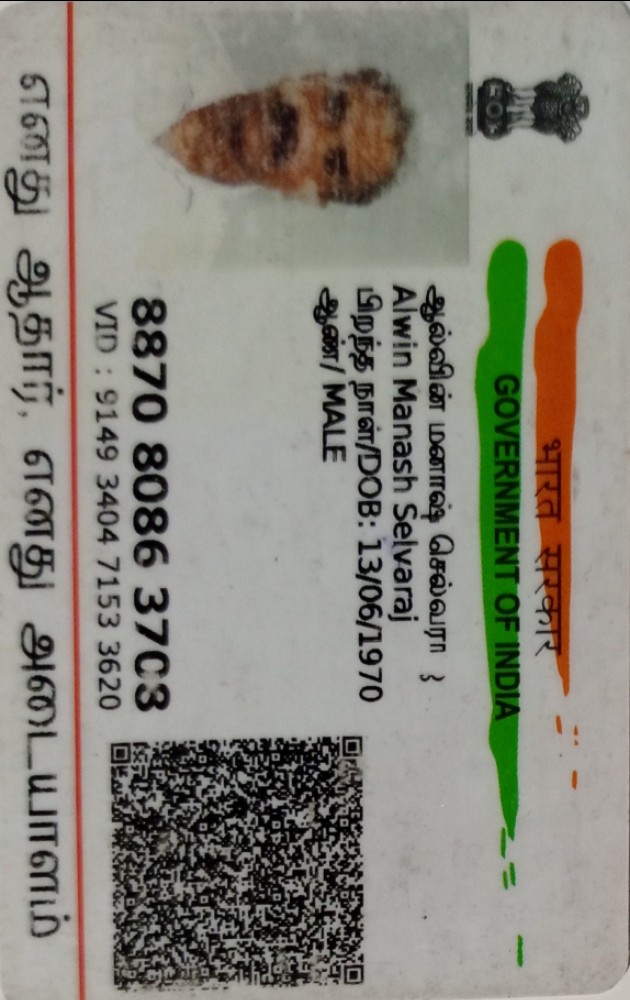 भारत सरकार
GOVERNMENT OF INDIA
ஆல்வின் மனாஷ் செல்வரா
Alwin Manash Selvaraj
பிறந்த நாள்/DOB: 13/06/1970
ஆண்/ MALE
8870 8086 3703
VID : 9149 3404 7153 3620
எனது ஆதார், எனது அடையாளம்